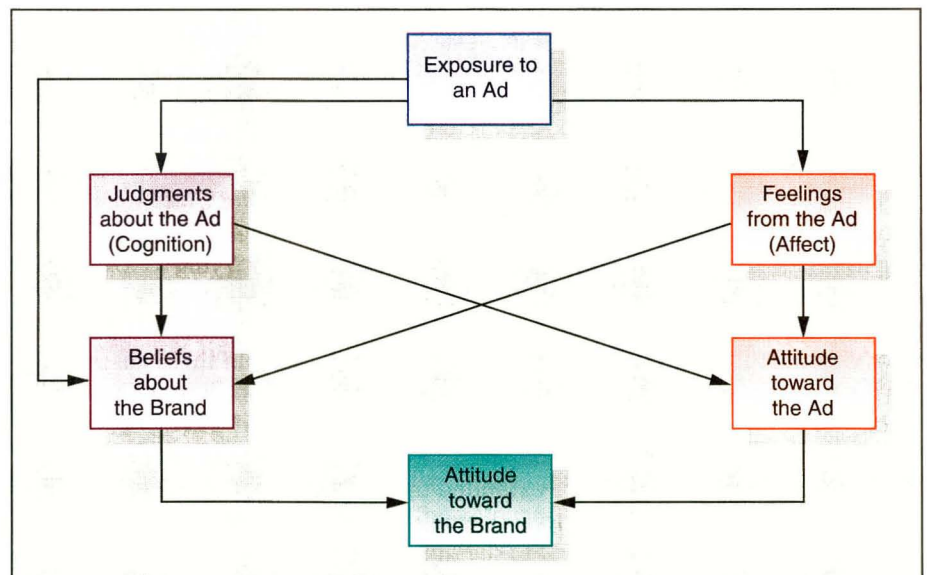 Exposure to
an Ad
Judgments
about the Ad
(Cognition)
Feelings
from the Ad
(Affect)
Beliefs
about
the Brand
Attitude
toward
the Ad
Attitude
toward
the Brand